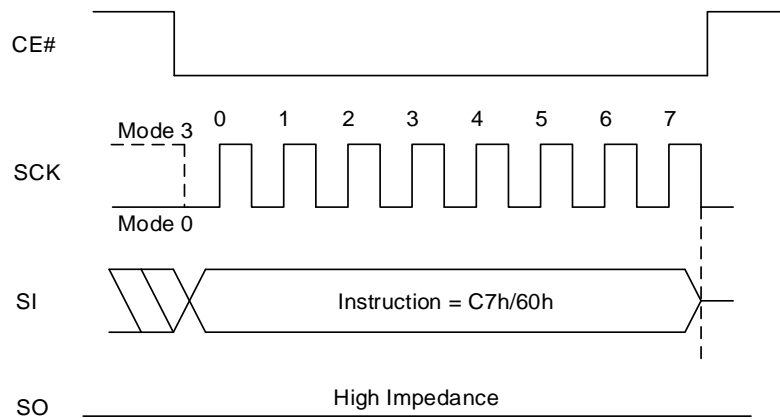 CE#
Mode 3
0 1 2 3 4 5 6 7
SCK
Mode 0
SI
Instruction = C7h/60h
SO
High Impedance